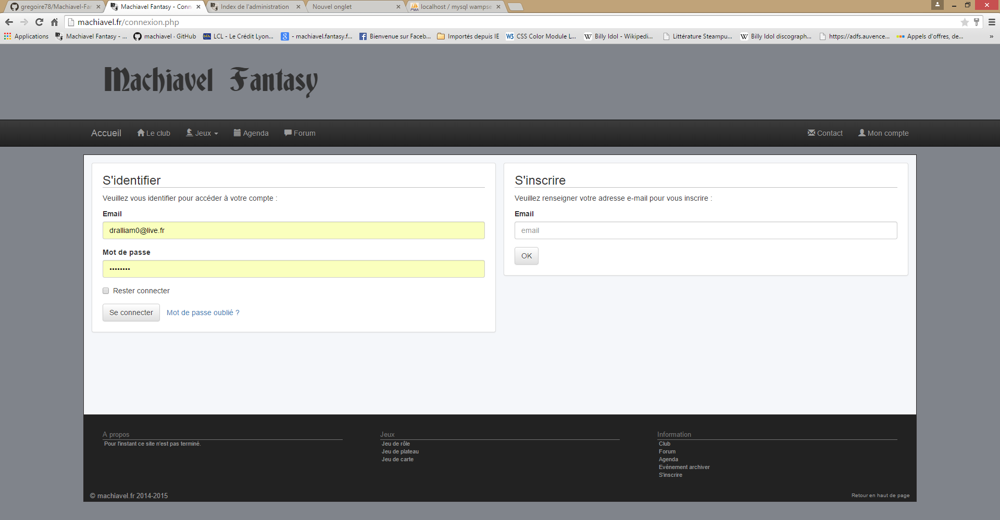 gregoire78/Machiavel-Fan
Machiavel Fantasy - Conn
Index de l'administration
Nouvel onglet
localhost / mysql wampse
machiavel.fr/connexion.php
Applications
Machiavel Fantasy - ...
machiavel · GitHub
LCL - Le Crédit Lyon...
- machiavel.fantasy.f...
Bienvenue sur Faceb...
Importés depuis IE
CSS Color Module L...
Billy Idol - Wikipedi...
Littérature Steampu...
Billy Idol discograph...
https://adfs.auvence...
Appels d'offres, de...
»
Machiavel Fantasy
Accueil Le club Jeux Agenda Forum Contact Mon compte
S'identifier
Veuillez vous identifier pour accéder à votre compte :
Email
dralliam0@live.fr
Mot de passe
••••••••
Rester connecter
Se connecter Mot de passe oublié ?
S'inscrire
Veuillez renseigner votre adresse e-mail pour vous inscrire :
Email
email
OK
A propos
Pour l'instant ce site n'est pas terminé.
Jeux
Jeu de rôle
Jeu de plateau
Jeu de carte
Information
Club
Forum
Agenda
Evénement archiver
S'inscrire
© machiavel.fr 2014-2015
Retour en haut de page